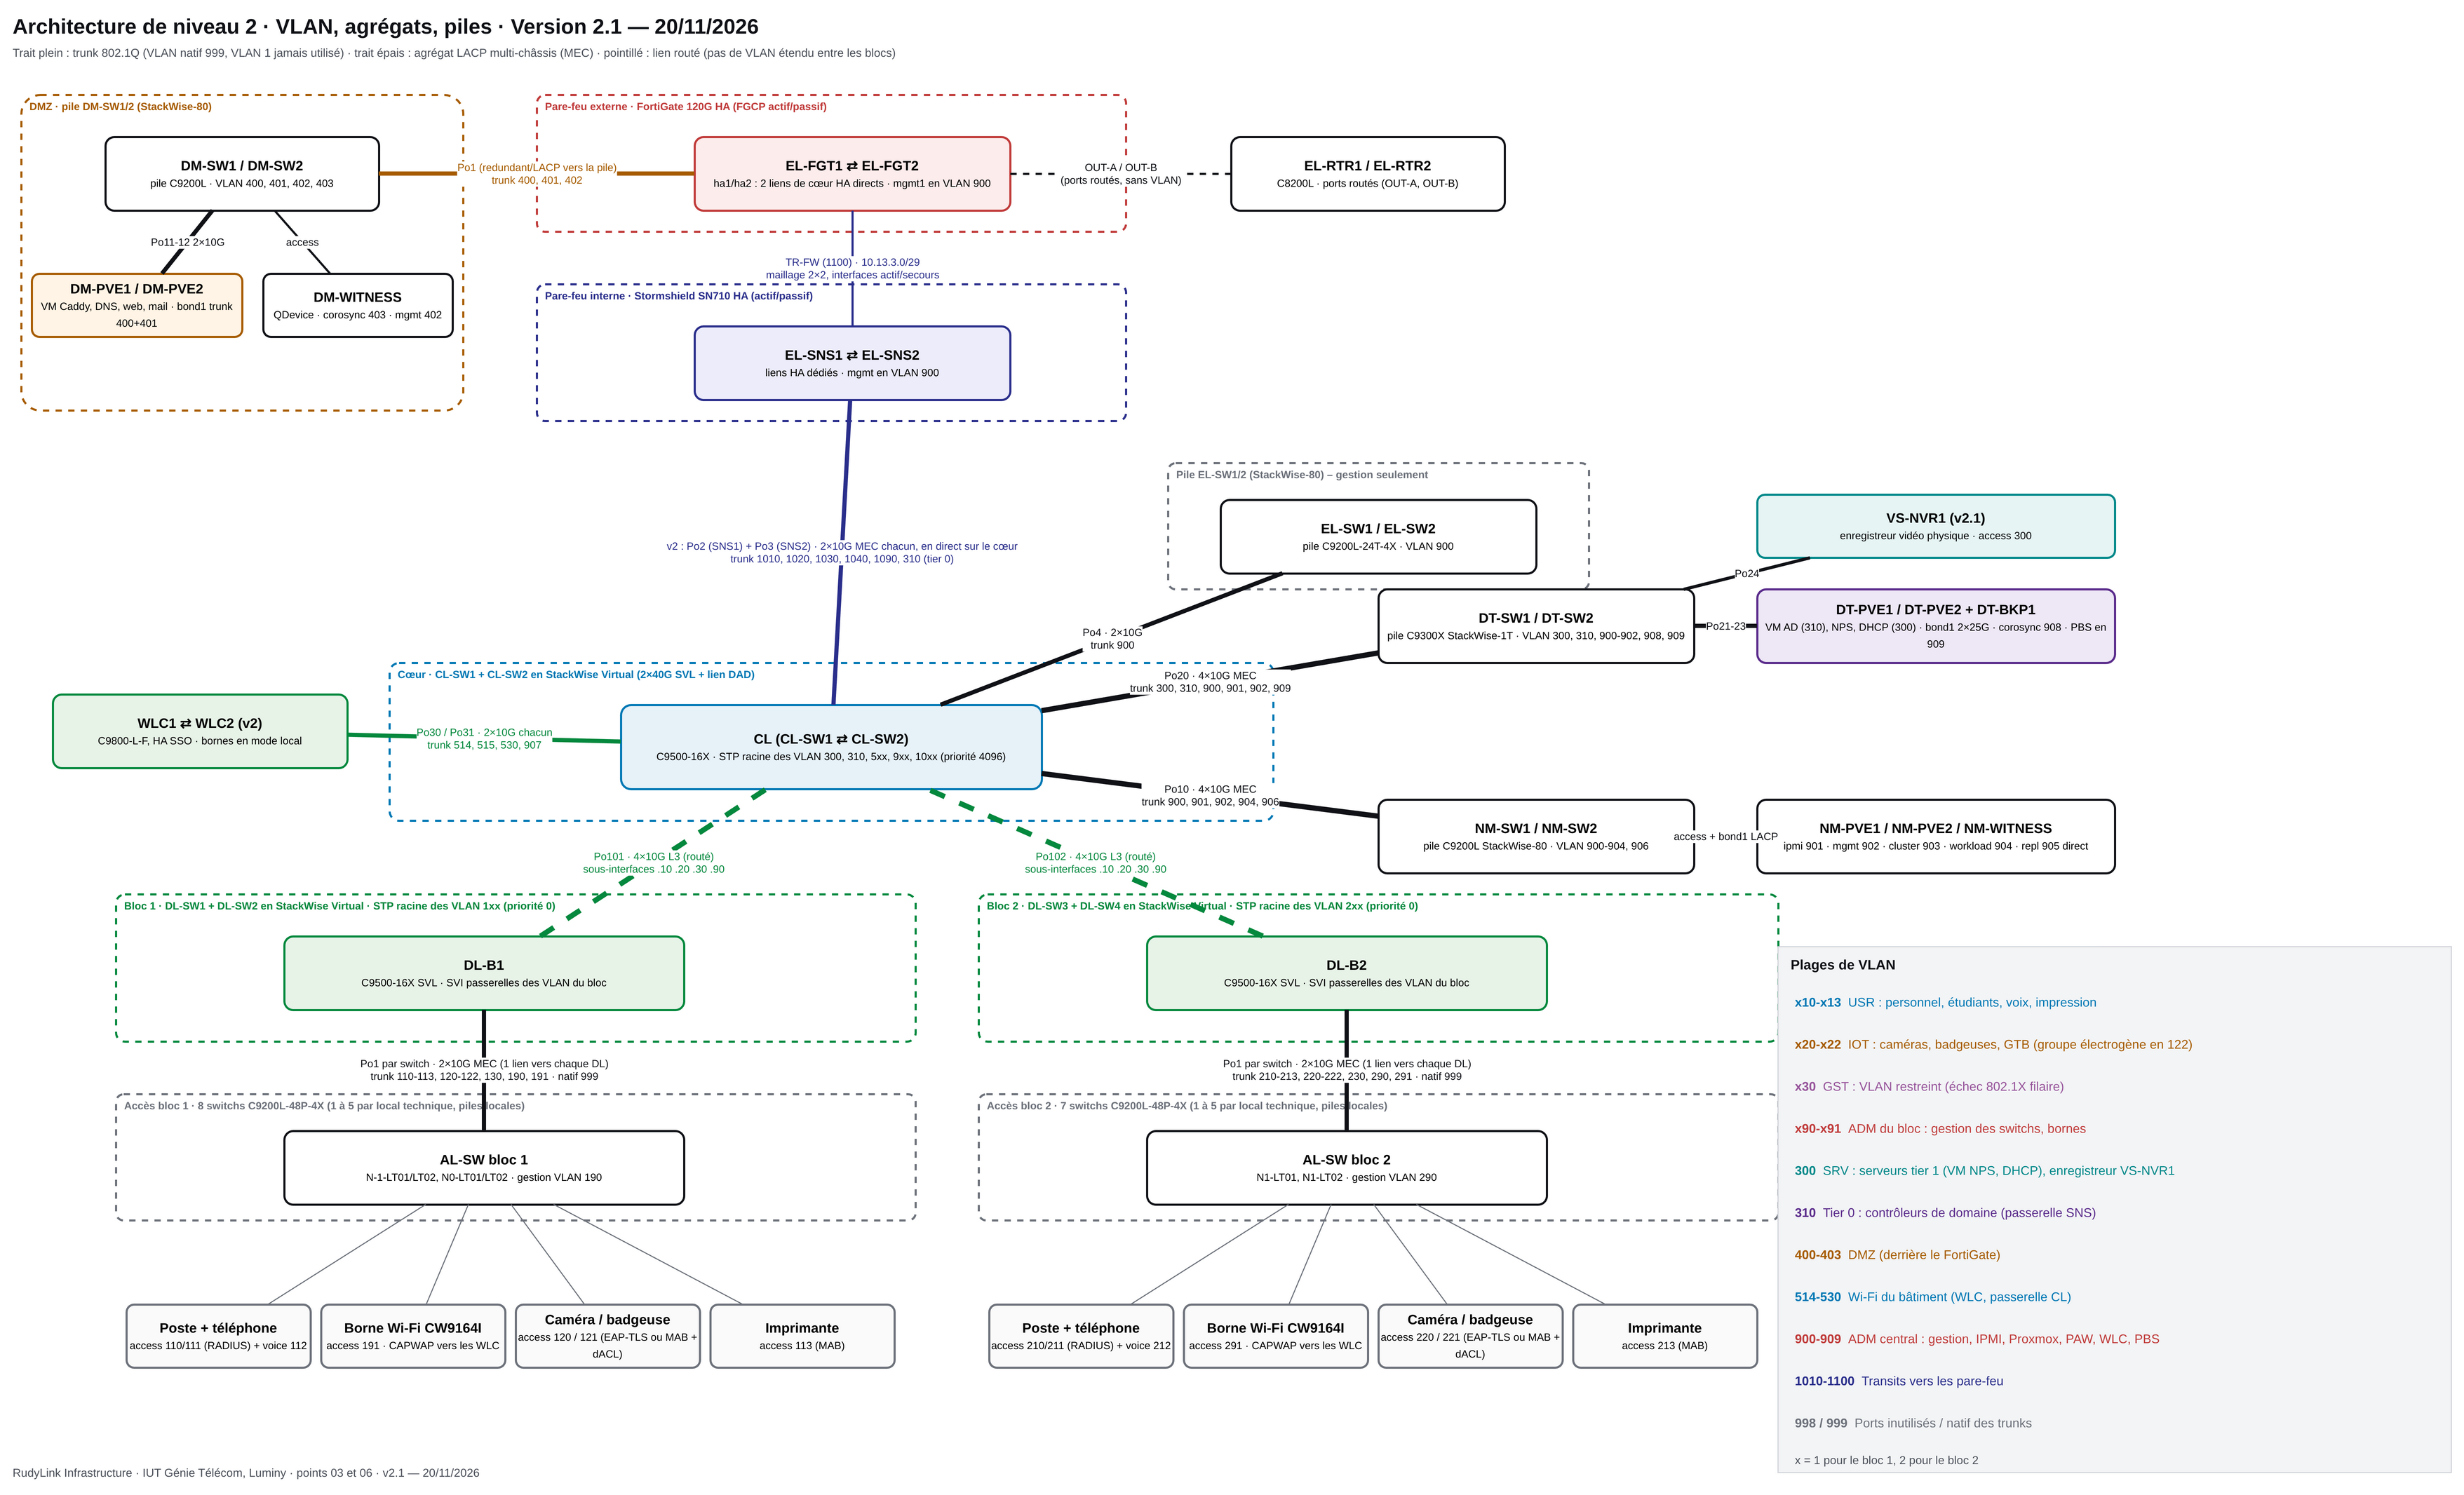 Architecture de niveau 2 · VLAN, agrégats, piles · Version 2.1 — 20/11/2026
Trait plein : trunk 802.1Q (VLAN natif 999, VLAN 1 jamais utilisé) · trait épais : agrégat LACP multi-châssis (MEC) · pointillé : lien routé (pas de VLAN étendu entre les blocs)
DMZ · pile DM-SW1/2 (StackWise-80)
DM-SW1 / DM-SW2
pile C9200L · VLAN 400, 401, 402, 403
Po11-12 2×10G
access
DM-PVE1 / DM-PVE2
VM Caddy, DNS, web, mail · bond1 trunk
400+401
DM-WITNESS
QDevice · corosync 403 · mgmt 402
Po1 (redundant/LACP vers la pile)
trunk 400, 401, 402
Pare-feu externe · FortiGate 120G HA (FGCP actif/passif)
EL-FGT1 ⇄ EL-FGT2
ha1/ha2 : 2 liens de cœur HA directs · mgmt1 en VLAN 900
OUT-A / OUT-B
(ports routés, sans VLAN)
EL-RTR1 / EL-RTR2
C8200L · ports routés (OUT-A, OUT-B)
TR-FW (1100) · 10.13.3.0/29
maillage 2×2, interfaces actif/secours
Pare-feu interne · Stormshield SN710 HA (actif/passif)
EL-SNS1 ⇄ EL-SNS2
liens HA dédiés · mgmt en VLAN 900
v2 : Po2 (SNS1) + Po3 (SNS2) · 2×10G MEC chacun, en direct sur le cœur
trunk 1010, 1020, 1030, 1040, 1090, 310 (tier 0)
Pile EL-SW1/2 (StackWise-80) – gestion seulement
EL-SW1 / EL-SW2
pile C9200L-24T-4X · VLAN 900
VS-NVR1 (v2.1)
enregistreur vidéo physique · access 300
Po24
DT-SW1 / DT-SW2
pile C9300X StackWise-1T · VLAN 300, 310, 900-902, 908, 909
Po21-23
DT-PVE1 / DT-PVE2 + DT-BKP1
VM AD (310), NPS, DHCP (300) · bond1 2×25G · corosync 908 · PBS en
909
Po4 · 2×10G
trunk 900
Po20 · 4×10G MEC
trunk 300, 310, 900, 901, 902, 909
Cœur · CL-SW1 + CL-SW2 en StackWise Virtual (2×40G SVL + lien DAD)
WLC1 ⇄ WLC2 (v2)
C9800-L-F, HA SSO · bornes en mode local
Po30 / Po31 · 2×10G chacun
trunk 514, 515, 530, 907
CL (CL-SW1 ⇄ CL-SW2)
C9500-16X · STP racine des VLAN 300, 310, 5xx, 9xx, 10xx (priorité 4096)
Po10 · 4×10G MEC
trunk 900, 901, 902, 904, 906
NM-SW1 / NM-SW2
pile C9200L StackWise-80 · VLAN 900-904, 906
access + bond1 LACP
NM-PVE1 / NM-PVE2 / NM-WITNESS
ipmi 901 · mgmt 902 · cluster 903 · workload 904 · repl 905 direct
Po101 · 4×10G L3 (routé)
sous-interfaces .10 .20 .30 .90
Po102 · 4×10G L3 (routé)
sous-interfaces .10 .20 .30 .90
Bloc 1 · DL-SW1 + DL-SW2 en StackWise Virtual · STP racine des VLAN 1xx (priorité 0)
DL-B1
C9500-16X SVL · SVI passerelles des VLAN du bloc
Bloc 2 · DL-SW3 + DL-SW4 en StackWise Virtual · STP racine des VLAN 2xx (priorité 0)
DL-B2
C9500-16X SVL · SVI passerelles des VLAN du bloc
Po1 par switch · 2×10G MEC (1 lien vers chaque DL)
trunk 110-113, 120-122, 130, 190, 191 · natif 999
Po1 par switch · 2×10G MEC (1 lien vers chaque DL)
trunk 210-213, 220-222, 230, 290, 291 · natif 999
Accès bloc 1 · 8 switchs C9200L-48P-4X (1 à 5 par local technique, piles locales)
AL-SW bloc 1
N-1-LT01/LT02, N0-LT01/LT02 · gestion VLAN 190
Accès bloc 2 · 7 switchs C9200L-48P-4X (1 à 5 par local technique, piles locales)
AL-SW bloc 2
N1-LT01, N1-LT02 · gestion VLAN 290
Poste + téléphone
access 110/111 (RADIUS) + voice 112
Borne Wi-Fi CW9164I
access 191 · CAPWAP vers les WLC
Caméra / badgeuse
access 120 / 121 (EAP-TLS ou MAB +
dACL)
Imprimante
access 113 (MAB)
Poste + téléphone
access 210/211 (RADIUS) + voice 212
Borne Wi-Fi CW9164I
access 291 · CAPWAP vers les WLC
Caméra / badgeuse
access 220 / 221 (EAP-TLS ou MAB +
dACL)
Imprimante
access 213 (MAB)
Plages de VLAN
x10-x13 USR : personnel, étudiants, voix, impression
x20-x22 IOT : caméras, badgeuses, GTB (groupe électrogène en 122)
x30 GST : VLAN restreint (échec 802.1X filaire)
x90-x91 ADM du bloc : gestion des switchs, bornes
300 SRV : serveurs tier 1 (VM NPS, DHCP), enregistreur VS-NVR1
310 Tier 0 : contrôleurs de domaine (passerelle SNS)
400-403 DMZ (derrière le FortiGate)
514-530 Wi-Fi du bâtiment (WLC, passerelle CL)
900-909 ADM central : gestion, IPMI, Proxmox, PAW, WLC, PBS
1010-1100 Transits vers les pare-feu
998 / 999 Ports inutilisés / natif des trunks
x = 1 pour le bloc 1, 2 pour le bloc 2
RudyLink Infrastructure · IUT Génie Télécom, Luminy · points 03 et 06 · v2.1 — 20/11/2026